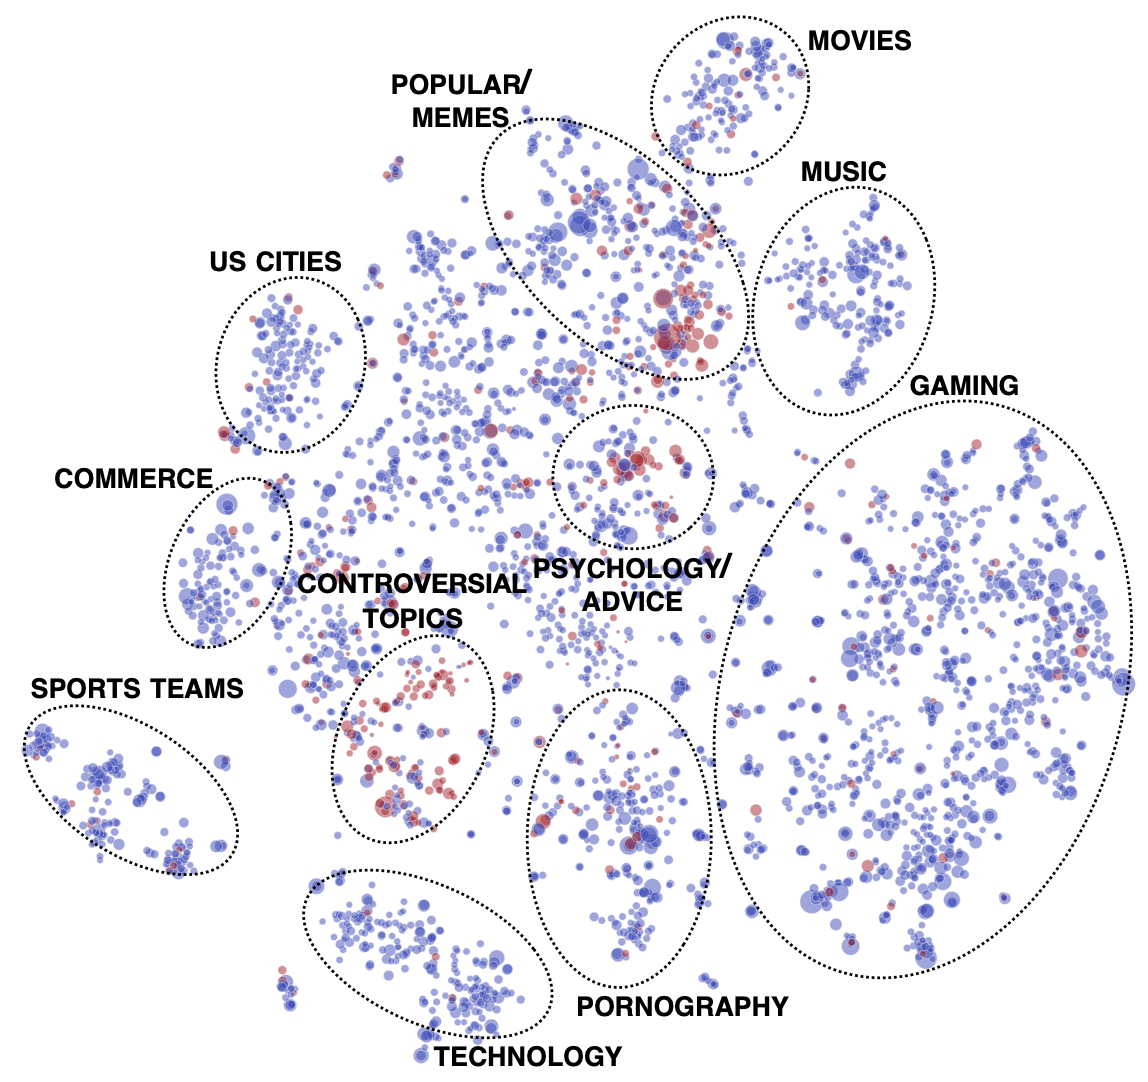 MOVIES
POPULAR/
MEMES
MUSIC
US CITIES
GAMING
COMMERCE
PSYCHOLOGY/
ADVICE
CONTROVERSIAL
TOPICS
SPORTS TEAMS
PORNOGRAPHY
TECHNOLOGY